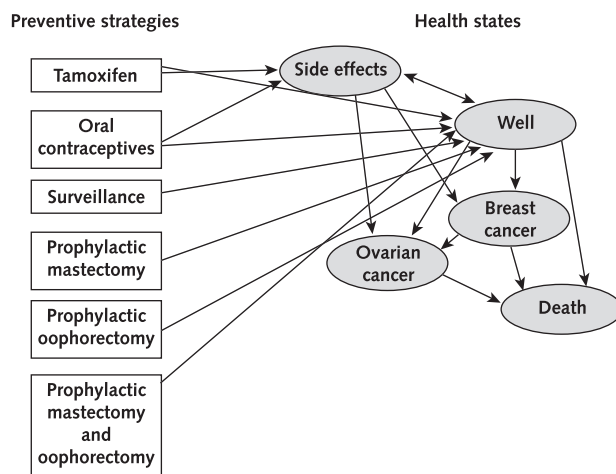 Preventive strategies
Health states
Tamoxifen
Oral
contraceptives
Surveillance
Prophylactic
mastectomy
Prophylactic
oophorectomy
Prophylactic
mastectomy
and
oophorectomy
Side effects
Well
Breast
cancer
Ovarian
cancer
Death